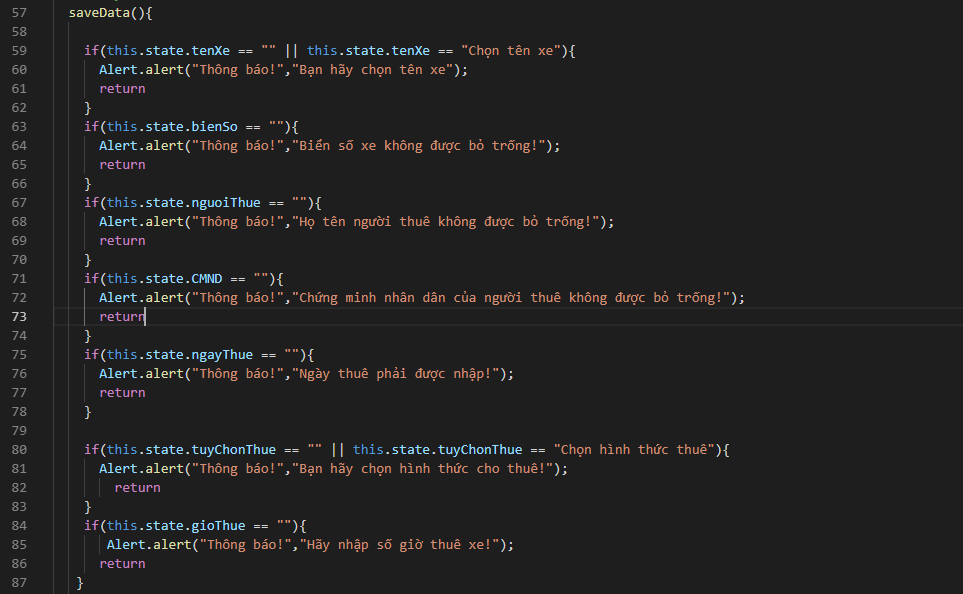 57 saveData(){
58
59 if(this.state.tenXe == "" || this.state.tenXe == "Chọn tên xe"){
60 Alert.alert("Thông báo!","Bạn hãy chọn tên xe");
61 return
62 }
63 if(this.state.bienSo == ""){
64 Alert.alert("Thông báo!","Biển số xe không được bỏ trống!");
65 return
66 }
67 if(this.state.nguoiThue == ""){
68 Alert.alert("Thông báo!","Họ tên người thuê không được bỏ trống!");
69 return
70 }
71 if(this.state.CMND == ""){
72 Alert.alert("Thông báo!","Chứng minh nhân dân của người thuê không được bỏ trống!");
73 return
74 }
75 if(this.state.ngayThue == ""){
76 Alert.alert("Thông báo!","Ngày thuê phải được nhập!");
77 return
78 }
79
80 if(this.state.tuyChonThue == "" || this.state.tuyChonThue == "Chọn hình thức thuê"){
81 Alert.alert("Thông báo!","Bạn hãy chọn hình thức cho thuê!");
82 return
83 }
84 if(this.state.gioThue == ""){
85 Alert.alert("Thông báo!","Hãy nhập số giờ thuê xe!");
86 return
87 }